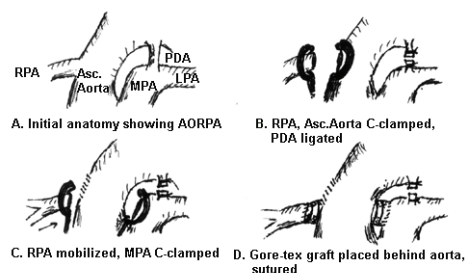 RPA
Asc.
Aorta
MPA
PDA
LPA
A. Initial anatomy showing AORPA
B. RPA, Asc.Aorta C-clamped,
PDA ligated
C. RPA mobilized, MPA C-clamped
D. Gore-tex graft placed behind aorta,
sutured